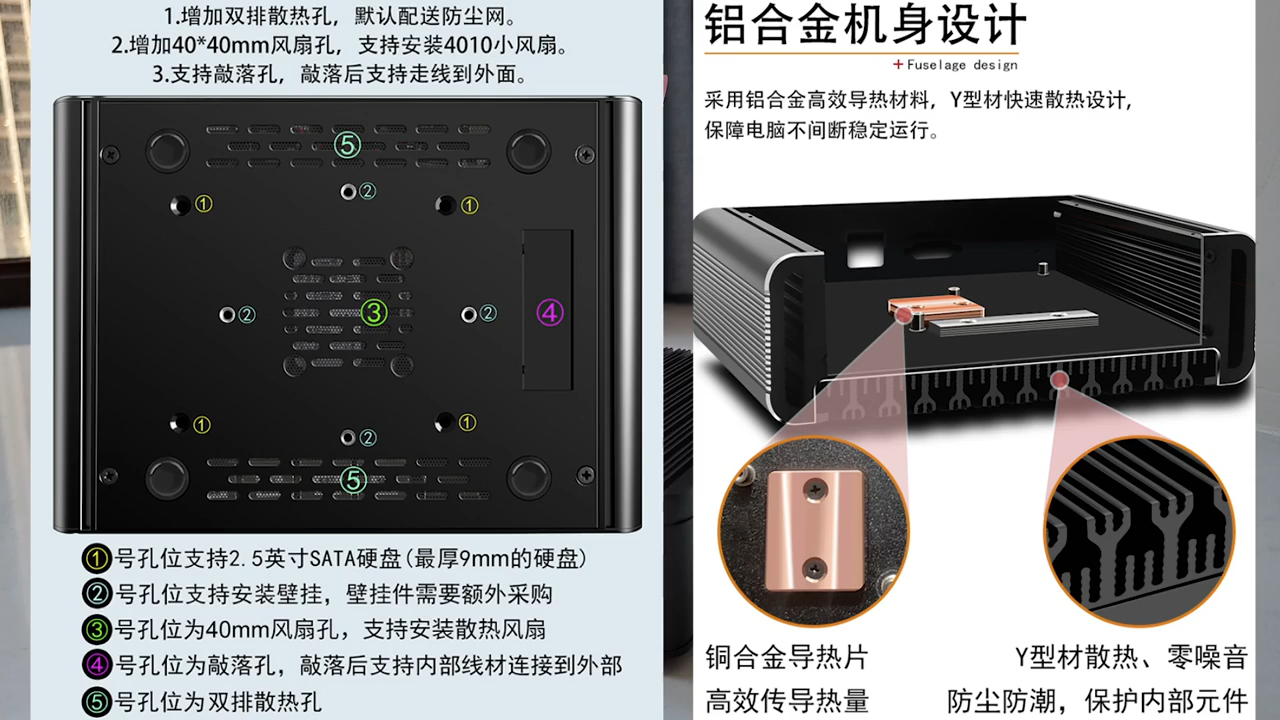 1.增加双排散热孔，默认配送防尘网。
2.增加40*40mm风扇孔，支持安装4010小风扇。
3.支持敲落孔，敲落后支持走线到外面。
⑤
② 
① ①
② ③ ② ④
① ①
②
⑤
①号孔位支持2.5英寸SATA硬盘(最厚9mm的硬盘)
②号孔位支持安装壁挂，壁挂件需要额外采购
③号孔位为40mm风扇孔，支持安装散热风扇
④号孔位为敲落孔，敲落后支持内部线材连接到外部
⑤号孔位为双排散热孔
铝合金机身设计
+Fuselage design
采用铝合金高效导热材料，Y型材快速散热设计，
保障电脑不间断稳定运行。
铜合金导热片
高效传导热量
Y型材散热、零噪音
防尘防潮，保护内部元件